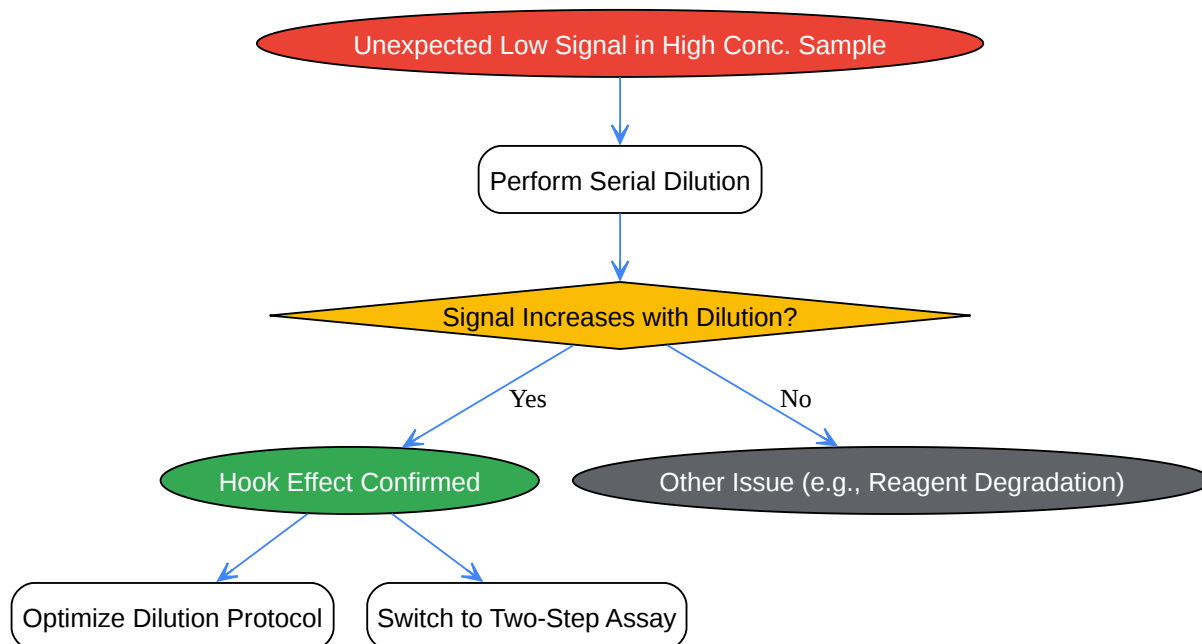 Unexpected Low Signal in High Conc. Sample
Perform Serial Dilution
Signal Increases with Dilution?
Yes
No
Hook Effect Confirmed
Other Issue (e.g., Reagent Degradation)
Optimize Dilution Protocol
Switch to Two-Step Assay